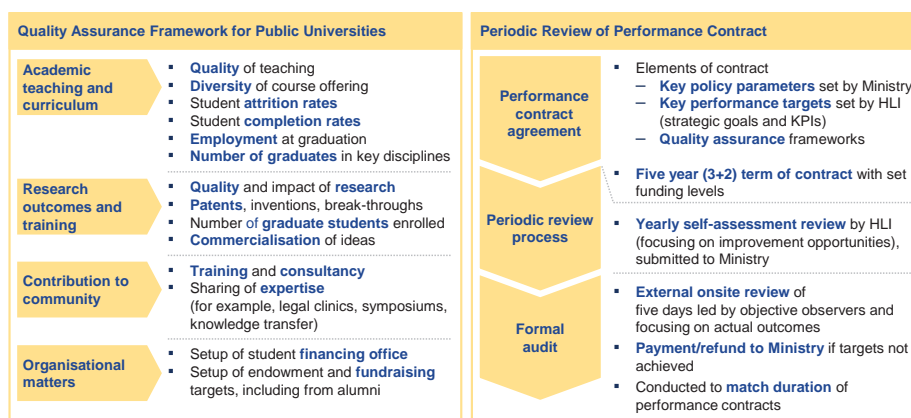 Quality Assurance Framework for Public Universities
Academic
teaching and
curriculum
▪ Quality of teaching
▪ Diversity of course offering
▪ Student attrition rates
▪ Student completion rates
▪ Employment at graduation
▪ Number of graduates in key disciplines
Research
outcomes and
training
▪ Quality and impact of research
▪ Patents, inventions, break-throughs
▪ Number of graduate students enrolled
▪ Commercialisation of ideas
Contribution to
community
▪ Training and consultancy
▪ Sharing of expertise
(for example, legal clinics, symposiums,
knowledge transfer)
Organisational
matters
▪ Setup of student financing office
▪ Setup of endowment and fundraising
targets, including from alumni
Periodic Review of Performance Contract
Performance
contract
agreement
▪ Elements of contract
– Key policy parameters set by Ministry
– Key performance targets set by HLI
(strategic goals and KPIs)
– Quality assurance frameworks
▪ Five year (3+2) term of contract with set
funding levels
Periodic review
process
▪ Yearly self-assessment review by HLI
(focusing on improvement opportunities),
submitted to Ministry
Formal
audit
▪ External onsite review of
five days led by objective observers and
focusing on actual outcomes
▪ Payment/refund to Ministry if targets not
achieved
▪ Conducted to match duration of
performance contracts